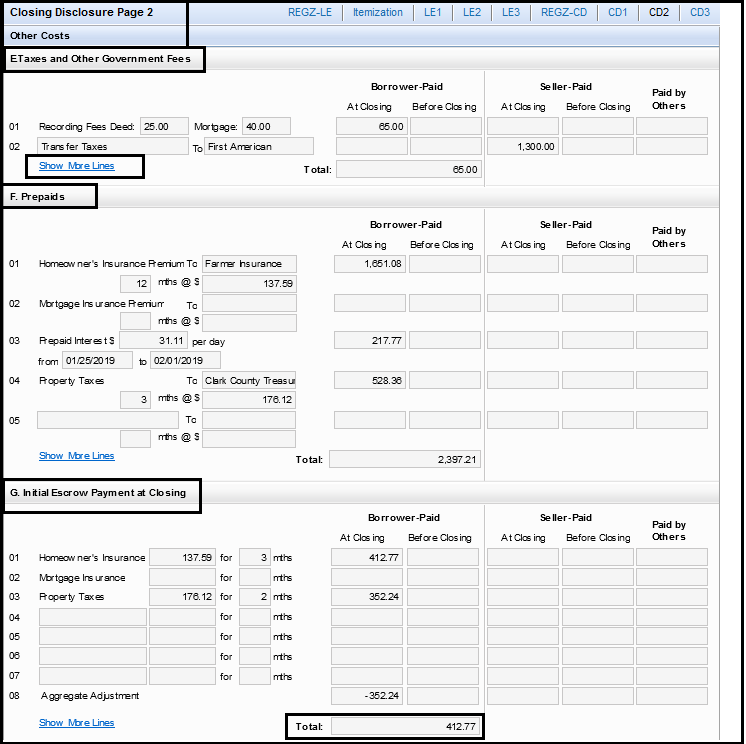 Closing Disclosure Page 2 REGZ-LE Itemization LE1 LE2 LE3 REGZ-CD CD1 CD2 CD3
Other Costs
E.Taxes and Other Government Fees
Borrower-Paid Seller-Paid Paid by Others
At Closing Before Closing At Closing Before Closing
01 Recording Fees Deed: 25.00 Mortgage: 40.00 65.00
02 Transfer Taxes To First American 1,300.00
Show More Lines Total: 65.00
F. Prepaids
Borrower-Paid Seller-Paid Paid by Others
At Closing Before Closing At Closing Before Closing
01 Homeowner's Insurance Premium To Farmer Insurance 1,651.08
12 mths @ $ 137.59
02 Mortgage Insurance Premium To
mths @ $
03 Prepaid Interest $ 31.11 per day 217.77
from 01/25/2019 to 02/01/2019
04 Property Taxes To Clark County Treasur 528.36
3 mths @ $ 176.12
05 To
mths @ $
Show More Lines Total: 2,397.21
G. Initial Escrow Payment at Closing
Borrower-Paid Seller-Paid Paid by Others
At Closing Before Closing At Closing Before Closing
01 Homeowner's Insurance 137.59 for 3 mths 412.77
02 Mortgage Insurance for mths
03 Property Taxes 176.12 for 2 mths 352.24
04 for mths
05 for mths
06 for mths
07 for mths
08 Aggregate Adjustment -352.24
Show More Lines Total: 412.77